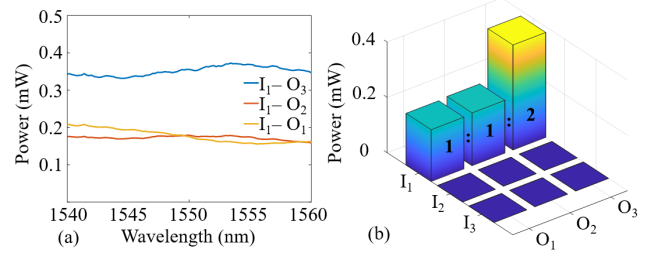 0.5
0.4
0.3
0.2
0.1
Power (mW)
I₁– O₃
I₁– O₂
I₁– O₁
1540
1545
1550
1555
1560
(a)
Wavelength (nm)
0.4
0.2
0
Power (mW)
1 : 1 : 2
I₁
I₂
I₃
O₁
O₂
O₃
(b)